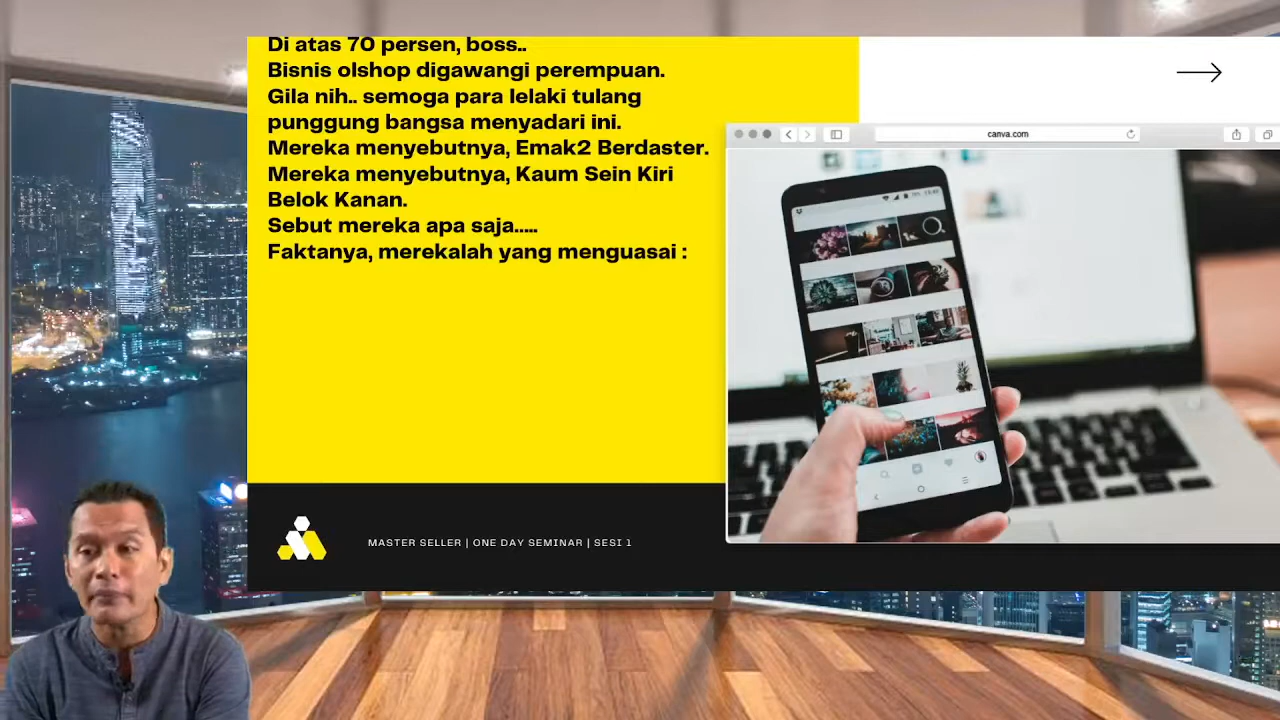 Di atas 70 persen, boss..
Bisnis olshop digawangi perempuan.
Gila nih.. semoga para lelaki tulang
punggung bangsa menyadari ini.
Mereka menyebutnya, Emak2 Berdaster.
Mereka menyebutnya, Kaum Sein Kiri
Belok Kanan.
Sebut mereka apa saja.....
Faktanya, merekalah yang menguasai :
canva.com
MASTER SELLER | ONE DAY SEMINAR | SESI 1